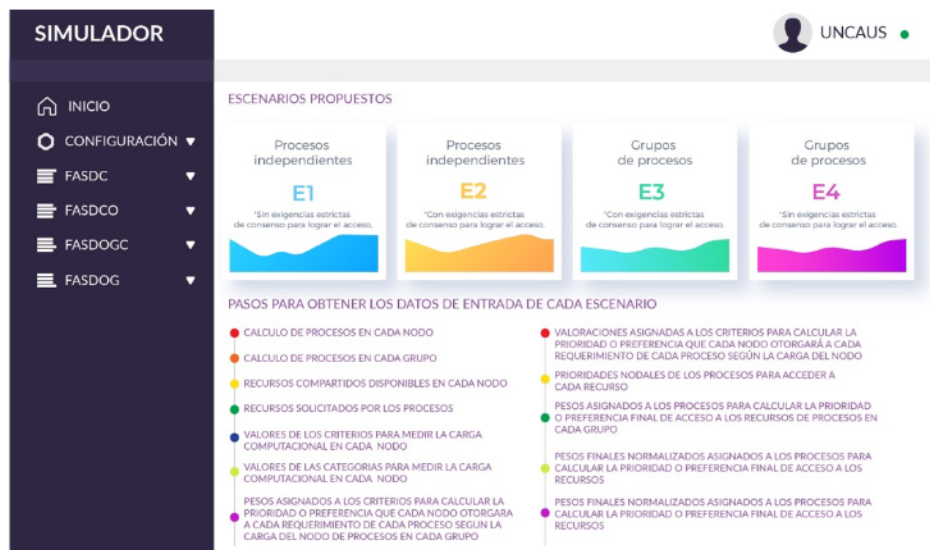 SIMULADOR
UNCAUS
INICIO
CONFIGURACIÓN
FASDC
FASDCO
FASDOGC
FASDOG
ESCENARIOS PROPUESTOS
Procesos
independientes
E1
*Sin exigencias estrictas
de consenso para lograr el acceso.
Procesos
independientes
E2
*Con exigencias estrictas
de consenso para lograr el acceso.
Grupos
de procesos
E3
*Con exigencias estrictas
de consenso para lograr el acceso.
Grupos
de procesos
E4
*Sin exigencias estrictas
de consenso para lograr el acceso.
PASOS PARA OBTENER LOS DATOS DE ENTRADA DE CADA ESCENARIO
CALCULO DE PROCESOS EN CADA NODO
CALCULO DE PROCESOS EN CADA GRUPO
RECURSOS COMPARTIDOS DISPONIBLES EN CADA NODO
RECURSOS SOLICITADOS POR LOS PROCESOS
VALORES DE LOS CRITERIOS PARA MEDIR LA CARGA
COMPUTACIONAL EN CADA NODO
VALORES DE LAS CATEGORIAS PARA MEDIR LA CARGA
COMPUTACIONAL EN CADA NODO
PESOS ASIGNADOS A LOS CRITERIOS PARA CALCULAR LA
PRIORIDAD O PREFERENCIA QUE CADA NODO OTORGARA
A CADA REQUERIMIENTO DE CADA PROCESO SEGUN LA
CARGA DEL NODO DE PROCESOS EN CADA GRUPO
VALORACIONES ASIGNADAS A LOS CRITERIOS PARA CALCULAR LA
PRIORIDAD O PREFERENCIA QUE CADA NODO OTORGARÁ A CADA
REQUERIMIENTO DE CADA PROCESO SEGÚN LA CARGA DEL NODO
PRIORIDADES NODALES DE LOS PROCESOS PARA ACCEDER A
CADA RECURSO
PESOS ASIGNADOS A LOS PROCESOS PARA CALCULAR LA PRIORIDAD
O PREFERENCIA FINAL DE ACCESO A LOS RECURSOS DE PROCESOS EN
CADA GRUPO
PESOS FINALES NORMALIZADOS ASIGNADOS A LOS PROCESOS PARA
CALCULAR LA PRIORIDAD O PREFERENCIA FINAL DE ACCESO A LOS
RECURSOS
PESOS FINALES NORMALIZADOS ASIGNADOS A LOS PROCESOS PARA
CALCULAR LA PRIORIDAD O PREFERENCIA FINAL DE ACCESO A LOS
RECURSOS